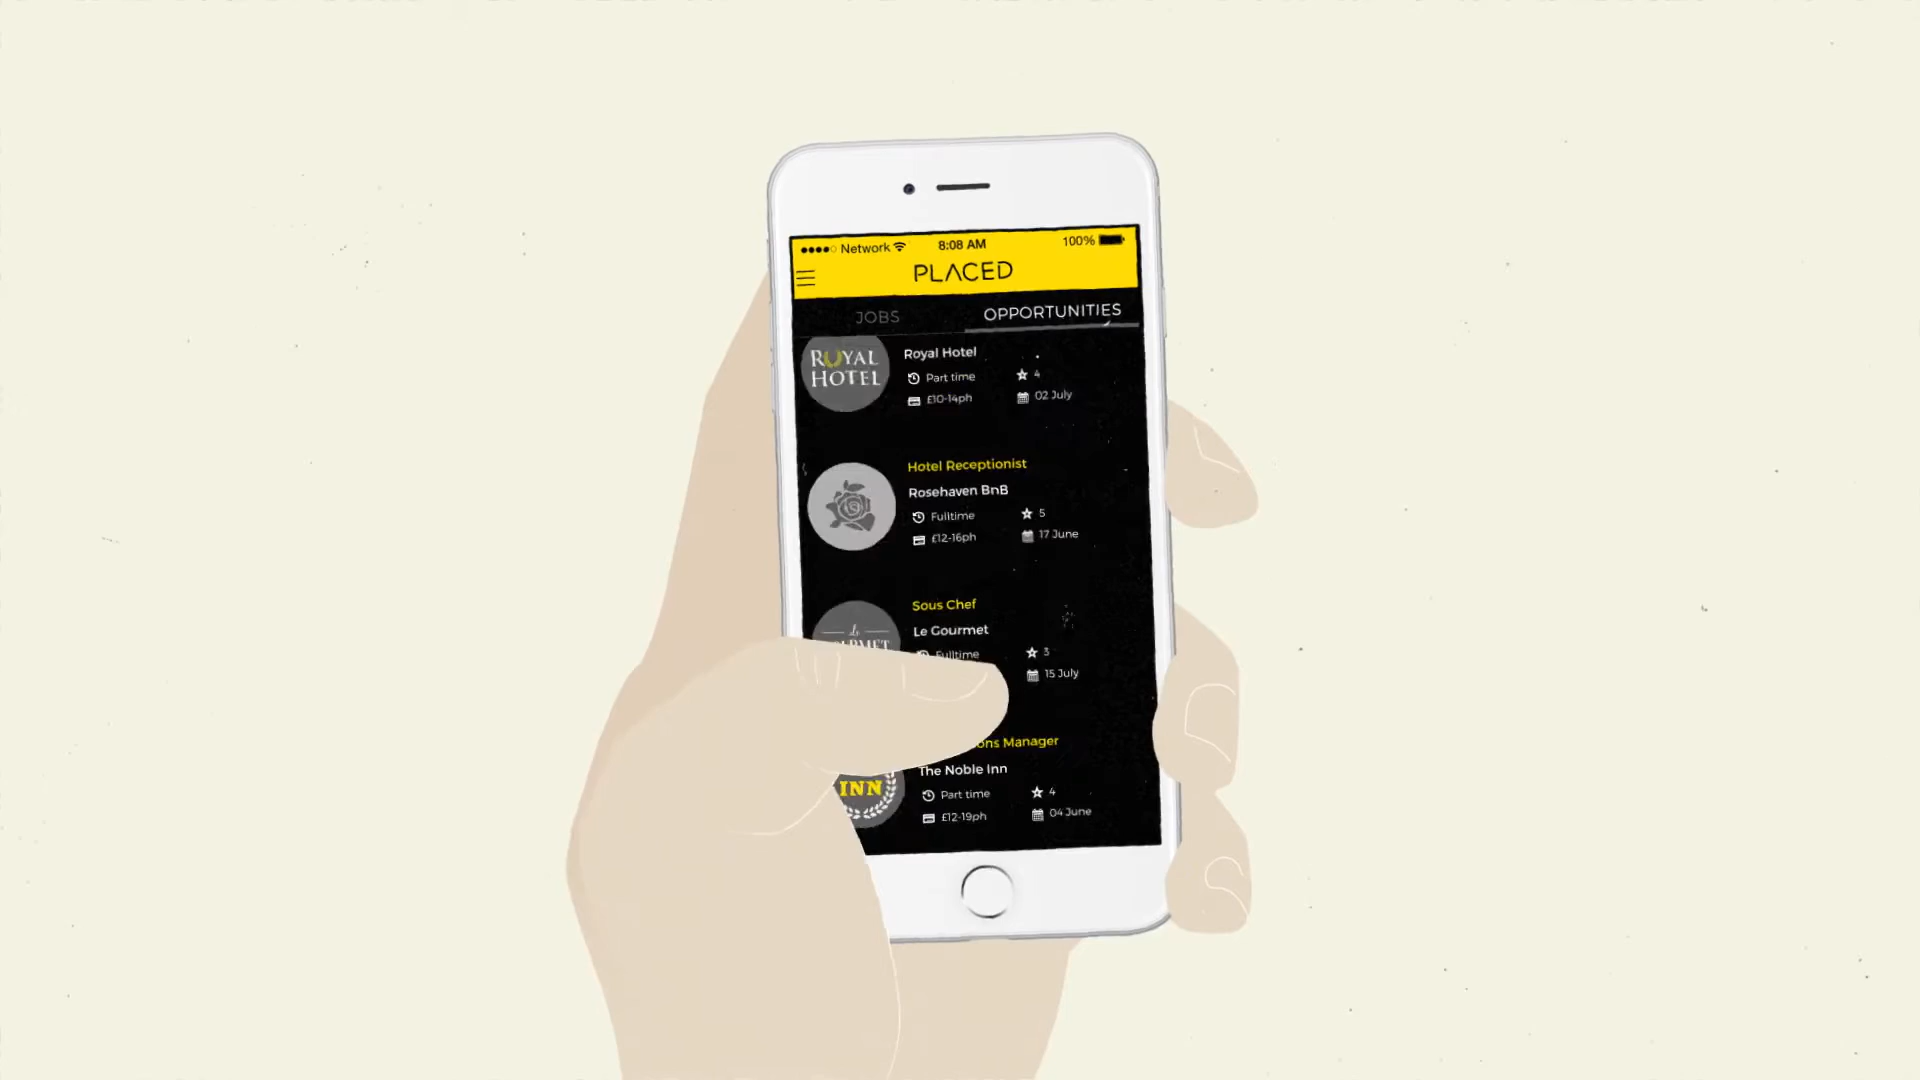 Network 8:08 AM 100%
PLACED
JOBS OPPORTUNITIES
ROYAL HOTEL
Royal Hotel
Part time 4
£10-14ph 02 July
Hotel Receptionist
Rosehaven BnB
Fulltime 5
£12-16ph 17 June
Sous Chef
Le Gourmet
Fulltime 3
15 July
Manager
INN
The Noble Inn
Part time 4
£12-19ph 04 June